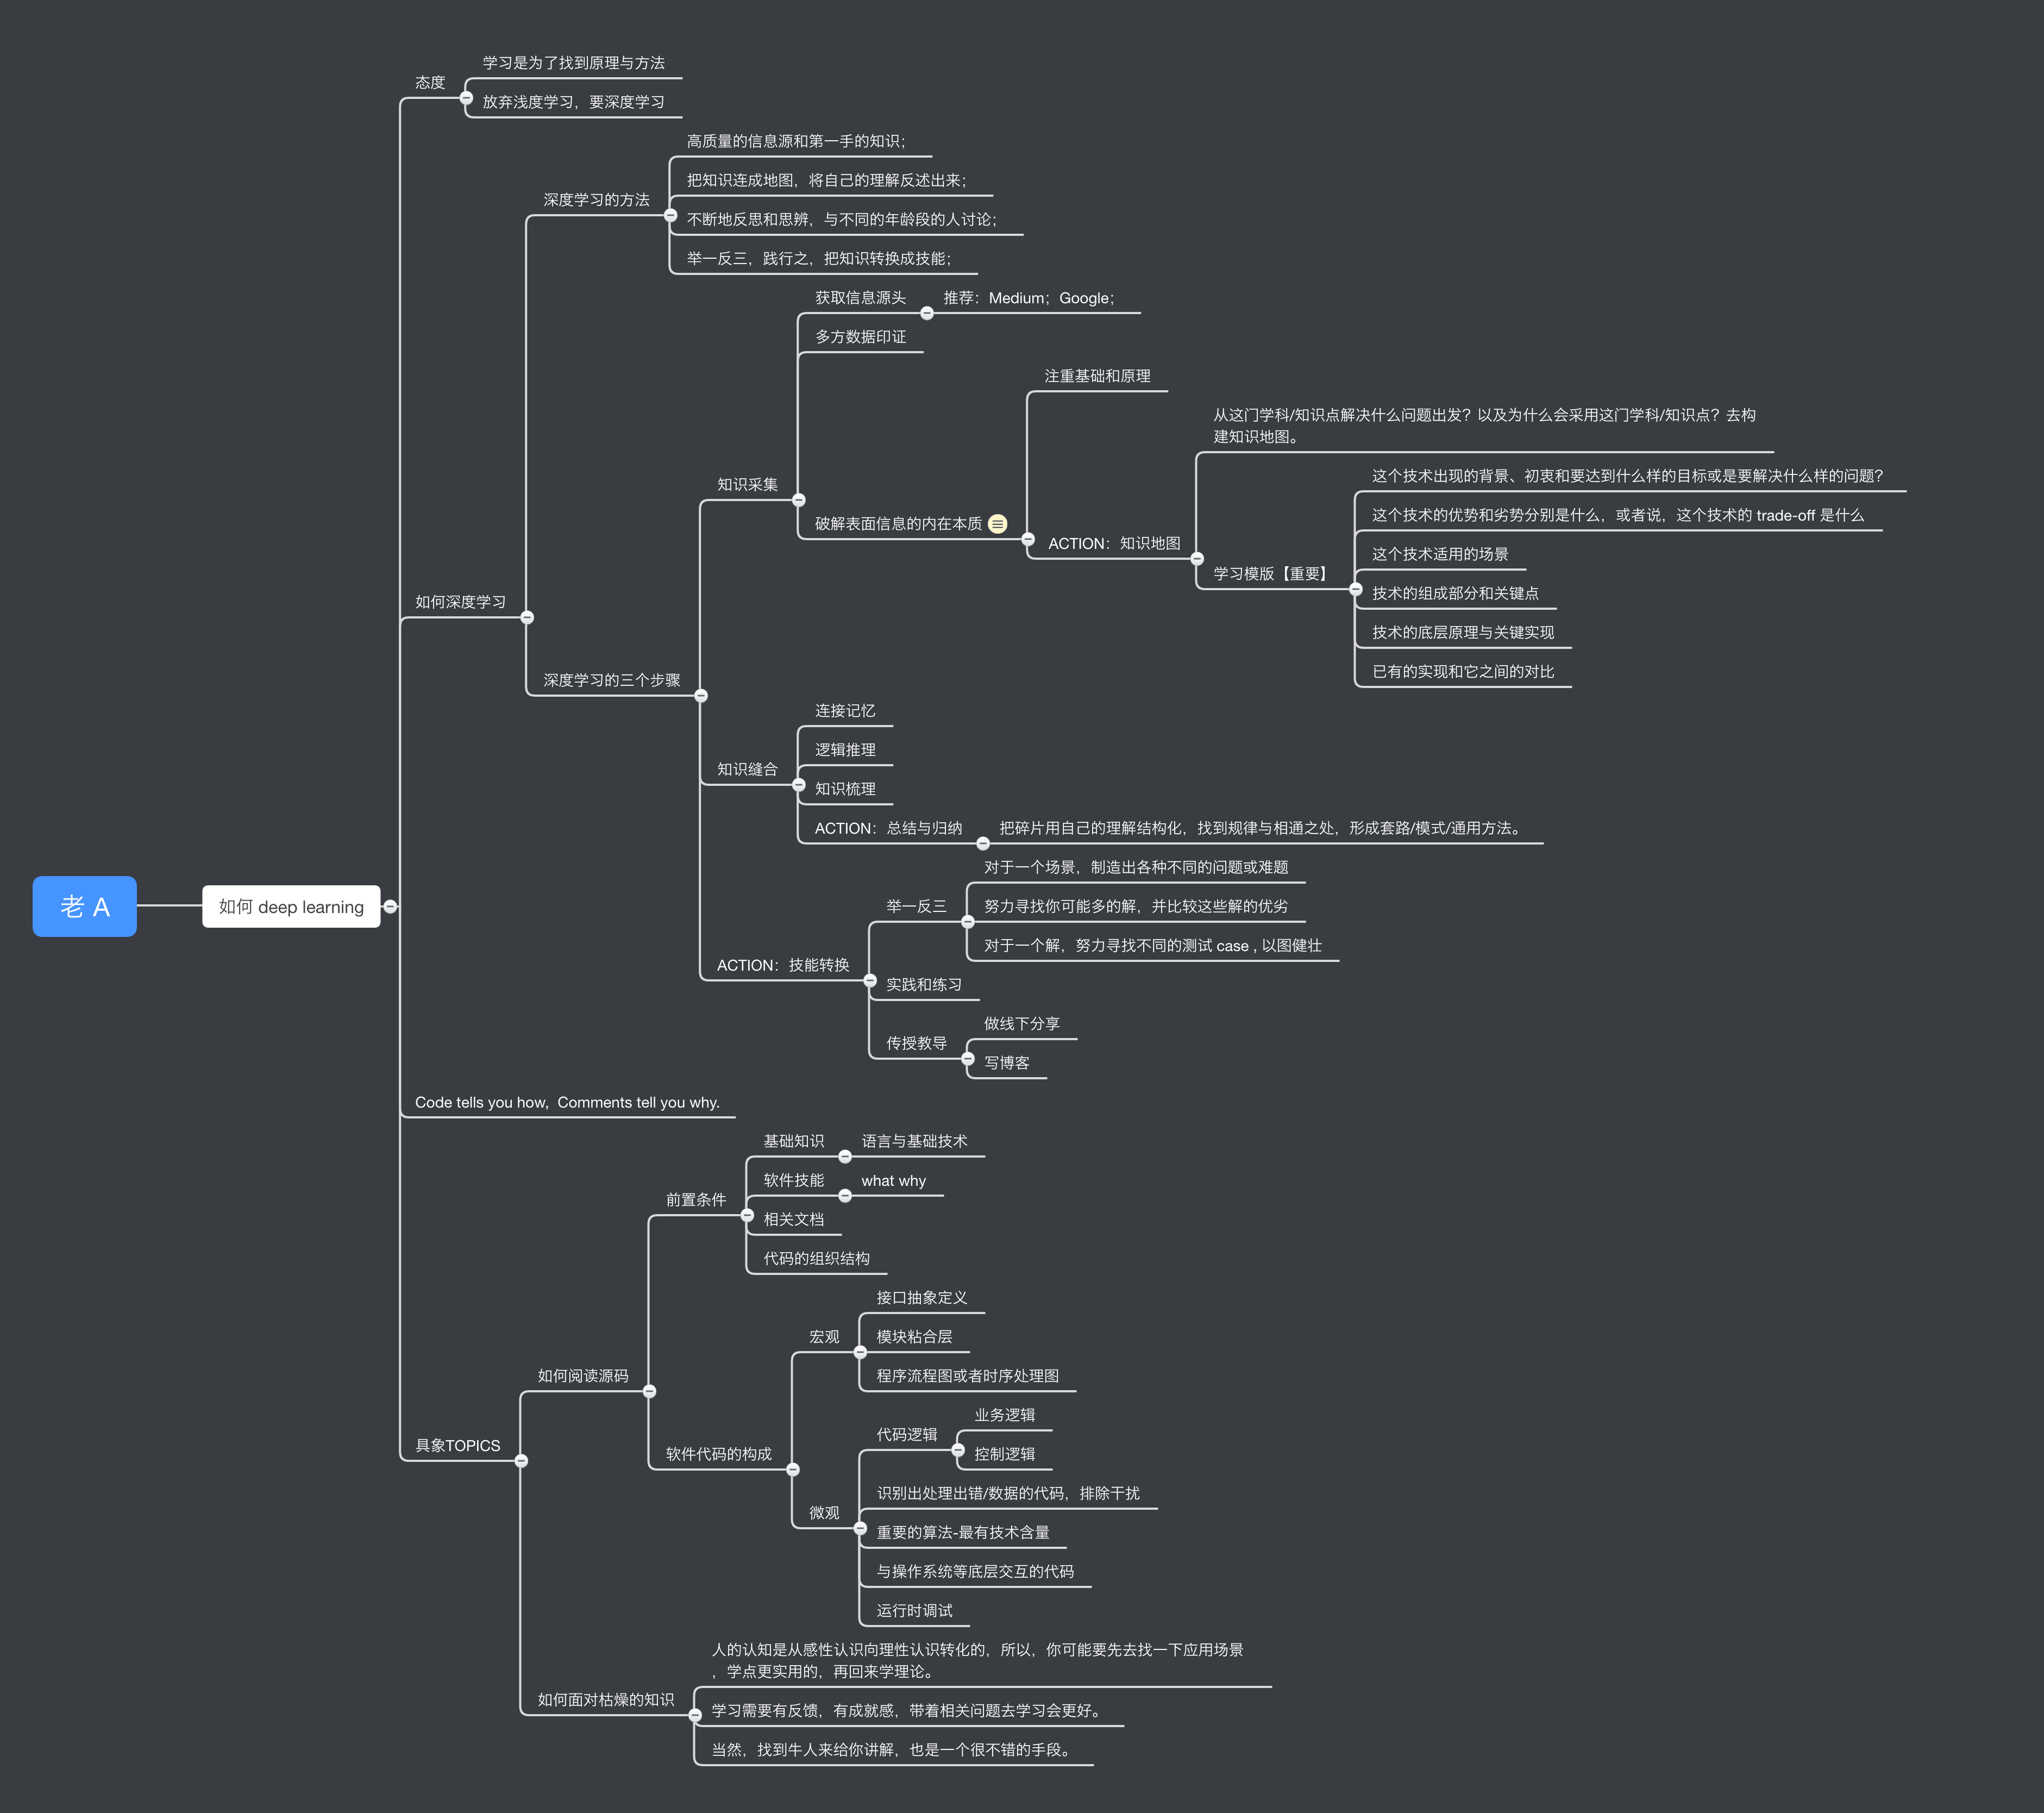 老 A
如何 deep learning
态度
学习是为了找到原理与方法
放弃浅度学习，要深度学习
如何深度学习
深度学习的方法
高质量的信息源和第一手的知识；
把知识连成地图，将自己的理解反述出来；
不断地反思和思辨，与不同的年龄段的人讨论；
举一反三，践行之，把知识转换成技能；
深度学习的三个步骤
知识采集
获取信息源头
推荐：Medium；Google；
多方数据印证
破解表面信息的内在本质
注重基础和原理
ACTION：知识地图
从这门学科/知识点解决什么问题出发？以及为什么会采用这门学科/知识点？去构
建知识地图。
学习模版【重要】
这个技术出现的背景、初衷和要达到什么样的目标或是要解决什么样的问题？
这个技术的优势和劣势分别是什么，或者说，这个技术的 trade-off 是什么
这个技术适用的场景
技术的组成部分和关键点
技术的底层原理与关键实现
已有的实现和它之间的对比
知识缝合
连接记忆
逻辑推理
知识梳理
ACTION：总结与归纳
把碎片用自己的理解结构化，找到规律与相通之处，形成套路/模式/通用方法。
ACTION：技能转换
举一反三
对于一个场景，制造出各种不同的问题或难题
努力寻找你可能多的解，并比较这些解的优劣
对于一个解，努力寻找不同的测试 case , 以图健壮
实践和练习
传授教导
做线下分享
写博客
Code tells you how，Comments tell you why.
具象TOPICS
如何阅读源码
前置条件
基础知识
语言与基础技术
软件技能
what why
相关文档
代码的组织结构
软件代码的构成
宏观
接口抽象定义
模块粘合层
程序流程图或者时序处理图
微观
代码逻辑
业务逻辑
控制逻辑
识别出处理出错/数据的代码，排除干扰
重要的算法-最有技术含量
与操作系统等底层交互的代码
运行时调试
如何面对枯燥的知识
人的认知是从感性认识向理性认识转化的，所以，你可能要先去找一下应用场景
，学点更实用的，再回来学理论。
学习需要有反馈，有成就感，带着相关问题去学习会更好。
当然，找到牛人来给你讲解，也是一个很不错的手段。